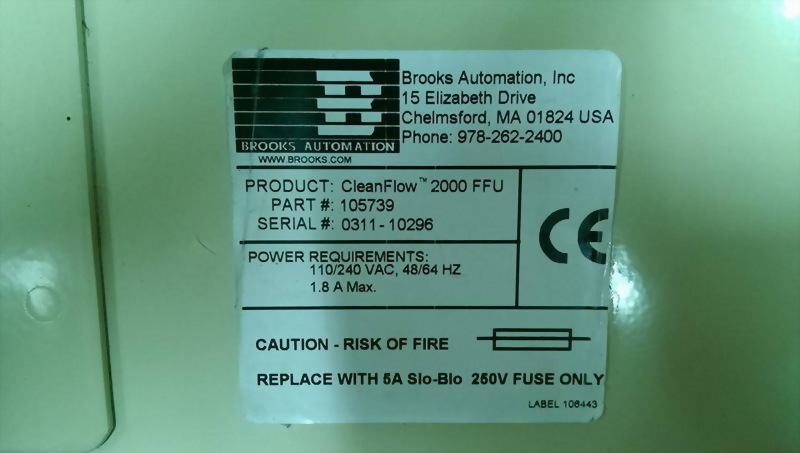 Brooks Automation, Inc
15 Elizabeth Drive
Chelmsford, MA 01824 USA
Phone: 978-262-2400
BROOKS AUTOMATION
WWW.BROOKS.COM
PRODUCT: CleanFlow™ 2000 FFU
PART #: 105739
SERIAL #: 0311-10296
CE
POWER REQUIREMENTS:
110/240 VAC, 48/64 HZ
1.8 A Max.
CAUTION - RISK OF FIRE
REPLACE WITH 5A Slo-Blo 250V FUSE ONLY
LABEL 106443